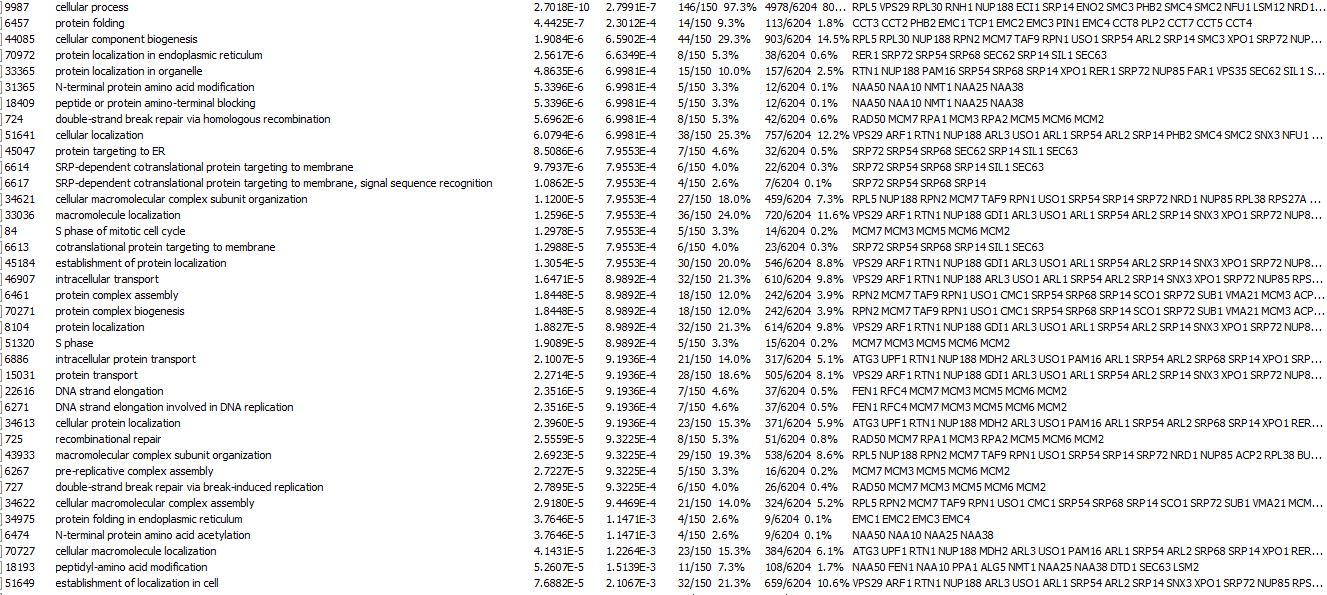 9987 cellular process 2.7018E-10 2.7991E-7 146/150 97.3% 4978/6204 80... RPL5 VPS29 RPL30 RNH1 NUP188 ECI1 SRP14 ENO2 SMC3 PHB2 SMC4 SMC2 NFU1 LSM12 NRD1...
6457 protein folding 4.4425E-7 2.3012E-4 14/150 9.3% 113/6204 1.8% CCT3 CCT2 PHB2 EMC1 TCP1 EMC2 EMC3 PIN1 EMC4 CCT8 PLP2 CCT7 CCT5 CCT4
44085 cellular component biogenesis 1.9084E-6 6.5902E-4 44/150 29.3% 903/6204 14.5% RPL5 RPL30 NUP188 RPN2 MCM7 TAF9 RPN1 USO1 SRP54 ARL2 SRP14 SMC3 XPO1 SRP72 NUP...
70972 protein localization in endoplasmic reticulum 2.5617E-6 6.6349E-4 8/150 5.3% 38/6204 0.6% RER1 SRP72 SRP54 SRP68 SEC62 SRP14 SIL1 SEC63
33365 protein localization in organelle 4.8635E-6 6.9981E-4 15/150 10.0% 157/6204 2.5% RTN1 NUP188 PAM16 SRP54 SRP68 SRP14 XPO1 RER1 SRP72 NUP85 FAR1 VPS35 SEC62 SIL1 S...
31365 N-terminal protein amino acid modification 5.3396E-6 6.9981E-4 5/150 3.3% 12/6204 0.1% NAA50 NAA10 NMT1 NAA25 NAA38
18409 peptide or protein amino-terminal blocking 5.3396E-6 6.9981E-4 5/150 3.3% 12/6204 0.1% NAA50 NAA10 NMT1 NAA25 NAA38
724 double-strand break repair via homologous recombination 5.6962E-6 6.9981E-4 8/150 5.3% 42/6204 0.6% RAD50 MCM7 RPA1 MCM3 RPA2 MCM5 MCM6 MCM2
51641 cellular localization 6.0794E-6 6.9981E-4 38/150 25.3% 757/6204 12.2% VPS29 ARF1 RTN1 NUP188 ARL3 USO1 ARL1 SRP54 ARL2 SRP14 PHB2 SMC4 SMC2 SNX3 NFU1 ...
45047 protein targeting to ER 8.5086E-6 7.9553E-4 7/150 4.6% 32/6204 0.5% SRP72 SRP54 SRP68 SEC62 SRP14 SIL1 SEC63
6614 SRP-dependent cotranslational protein targeting to membrane 9.7937E-6 7.9553E-4 6/150 4.0% 22/6204 0.3% SRP72 SRP54 SRP68 SRP14 SIL1 SEC63
6617 SRP-dependent cotranslational protein targeting to membrane, signal sequence recognition 1.0862E-5 7.9553E-4 4/150 2.6% 7/6204 0.1% SRP72 SRP54 SRP68 SRP14
34621 cellular macromolecular complex subunit organization 1.1200E-5 7.9553E-4 27/150 18.0% 459/6204 7.3% RPL5 NUP188 RPN2 MCM7 TAF9 RPN1 USO1 SRP54 SRP14 SRP72 NRD1 NUP85 RPL38 RPS27A ...
33036 macromolecule localization 1.2596E-5 7.9553E-4 36/150 24.0% 720/6204 11.6% VPS29 ARF1 RTN1 NUP188 GDI1 ARL3 USO1 ARL1 SRP54 ARL2 SRP14 SNX3 XPO1 SRP72 NUP8...
84 S phase of mitotic cell cycle 1.2978E-5 7.9553E-4 5/150 3.3% 14/6204 0.2% MCM7 MCM3 MCM5 MCM6 MCM2
6613 cotranslational protein targeting to membrane 1.2988E-5 7.9553E-4 6/150 4.0% 23/6204 0.3% SRP72 SRP54 SRP68 SRP14 SIL1 SEC63
45184 establishment of protein localization 1.3054E-5 7.9553E-4 30/150 20.0% 546/6204 8.8% VPS29 ARF1 RTN1 NUP188 GDI1 ARL3 USO1 ARL1 SRP54 ARL2 SRP14 SNX3 XPO1 SRP72 NUP8...
46907 intracellular transport 1.6471E-5 8.9892E-4 32/150 21.3% 610/6204 9.8% VPS29 ARF1 RTN1 NUP188 ARL3 USO1 ARL1 SRP54 ARL2 SRP14 SNX3 XPO1 SRP72 NUP85 RPS...
6461 protein complex assembly 1.8448E-5 8.9892E-4 18/150 12.0% 242/6204 3.9% RPN2 MCM7 TAF9 RPN1 USO1 CMC1 SRP54 SRP68 SRP14 SCO1 SRP72 SUB1 VMA21 MCM3 ACP...
70271 protein complex biogenesis 1.8448E-5 8.9892E-4 18/150 12.0% 242/6204 3.9% RPN2 MCM7 TAF9 RPN1 USO1 CMC1 SRP54 SRP68 SRP14 SCO1 SRP72 SUB1 VMA21 MCM3 ACP...
8104 protein localization 1.8827E-5 8.9892E-4 32/150 21.3% 614/6204 9.8% VPS29 ARF1 RTN1 NUP188 GDI1 ARL3 USO1 ARL1 SRP54 ARL2 SRP14 SNX3 XPO1 SRP72 NUP8...
51320 S phase 1.9089E-5 8.9892E-4 5/150 3.3% 15/6204 0.2% MCM7 MCM3 MCM5 MCM6 MCM2
6886 intracellular protein transport 2.1007E-5 9.1936E-4 21/150 14.0% 317/6204 5.1% ATG3 UPF1 RTN1 NUP188 MDH2 ARL3 USO1 PAM16 ARL1 SRP54 ARL2 SRP68 SRP14 XPO1 SRP...
15031 protein transport 2.2714E-5 9.1936E-4 28/150 18.6% 505/6204 8.1% VPS29 ARF1 RTN1 NUP188 GDI1 ARL3 USO1 ARL1 SRP54 ARL2 SRP14 SNX3 XPO1 SRP72 NUP8...
22616 DNA strand elongation 2.3516E-5 9.1936E-4 7/150 4.6% 37/6204 0.5% FEN1 RFC4 MCM7 MCM3 MCM5 MCM6 MCM2
6271 DNA strand elongation involved in DNA replication 2.3516E-5 9.1936E-4 7/150 4.6% 37/6204 0.5% FEN1 RFC4 MCM7 MCM3 MCM5 MCM6 MCM2
34613 cellular protein localization 2.3960E-5 9.1936E-4 23/150 15.3% 371/6204 5.9% ATG3 UPF1 RTN1 NUP188 MDH2 ARL3 USO1 PAM16 ARL1 SRP54 ARL2 SRP68 SRP14 XPO1 RER...
725 recombinational repair 2.5559E-5 9.3225E-4 8/150 5.3% 51/6204 0.8% RAD50 MCM7 RPA1 MCM3 RPA2 MCM5 MCM6 MCM2
43933 macromolecular complex subunit organization 2.6923E-5 9.3225E-4 29/150 19.3% 538/6204 8.6% RPL5 NUP188 RPN2 MCM7 TAF9 RPN1 USO1 SRP54 SRP14 SRP72 NRD1 NUP85 ACP2 RPL38 BU...
6267 pre-replicative complex assembly 2.7227E-5 9.3225E-4 5/150 3.3% 16/6204 0.2% MCM7 MCM3 MCM5 MCM6 MCM2
727 double-strand break repair via break-induced replication 2.7895E-5 9.3225E-4 6/150 4.0% 26/6204 0.4% RAD50 MCM7 MCM3 MCM5 MCM6 MCM2
34622 cellular macromolecular complex assembly 2.9180E-5 9.4469E-4 21/150 14.0% 324/6204 5.2% RPL5 RPN2 MCM7 TAF9 RPN1 USO1 CMC1 SRP54 SRP68 SRP14 SCO1 SRP72 SUB1 VMA21 MCM...
34975 protein folding in endoplasmic reticulum 3.7646E-5 1.1471E-3 4/150 2.6% 9/6204 0.1% EMC1 EMC2 EMC3 EMC4
6474 N-terminal protein amino acid acetylation 3.7646E-5 1.1471E-3 4/150 2.6% 9/6204 0.1% NAA50 NAA10 NAA25 NAA38
70727 cellular macromolecule localization 4.1431E-5 1.2264E-3 23/150 15.3% 384/6204 6.1% ATG3 UPF1 RTN1 NUP188 MDH2 ARL3 USO1 PAM16 ARL1 SRP54 ARL2 SRP68 SRP14 XPO1 RER...
18193 peptidyl-amino acid modification 5.2607E-5 1.5139E-3 11/150 7.3% 108/6204 1.7% NAA50 FEN1 NAA10 PPA1 ALG5 NMT1 NAA25 NAA38 DTD1 SEC63 LSM2
51649 establishment of localization in cell 7.6882E-5 2.1067E-3 32/150 21.3% 659/6204 10.6% VPS29 ARF1 RTN1 NUP188 ARL3 USO1 ARL1 SRP54 ARL2 SRP14 SNX3 XPO1 SRP72 NUP85 RPS...